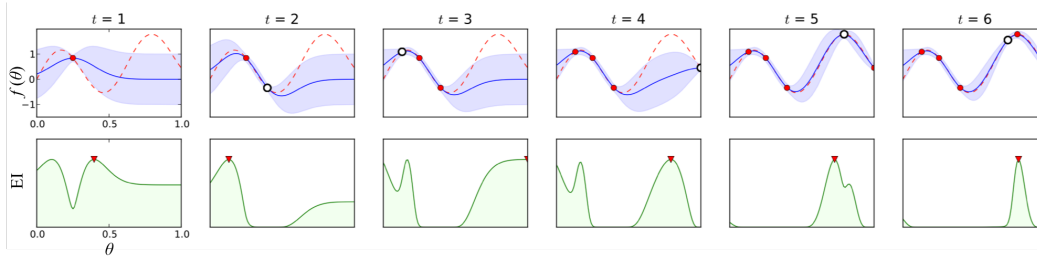 t = 1
t = 2
t = 3
t = 4
t = 5
t = 6
f(θ)
1
0
−1
0.0
0.5
1.0
EI
0.0
0.5
1.0
θ